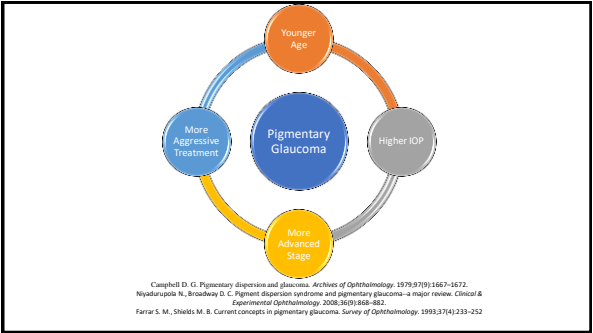 Younger
Age
More
Aggressive
Treatment
Pigmentary
Glaucoma
Higher IOP
More
Advanced
Stage
Campbell D. G. Pigmentary dispersion and glaucoma. Archives of Ophthalmology. 1979;97(9):1667–1672.
Niyadurupola N., Broadway D. C. Pigment dispersion syndrome and pigmentary glaucoma--a major review. Clinical &
Experimental Ophthalmology. 2008;36(9):868–882.
Farrar S. M., Shields M. B. Current concepts in pigmentary glaucoma. Survey of Ophthalmology. 1993;37(4):233–252